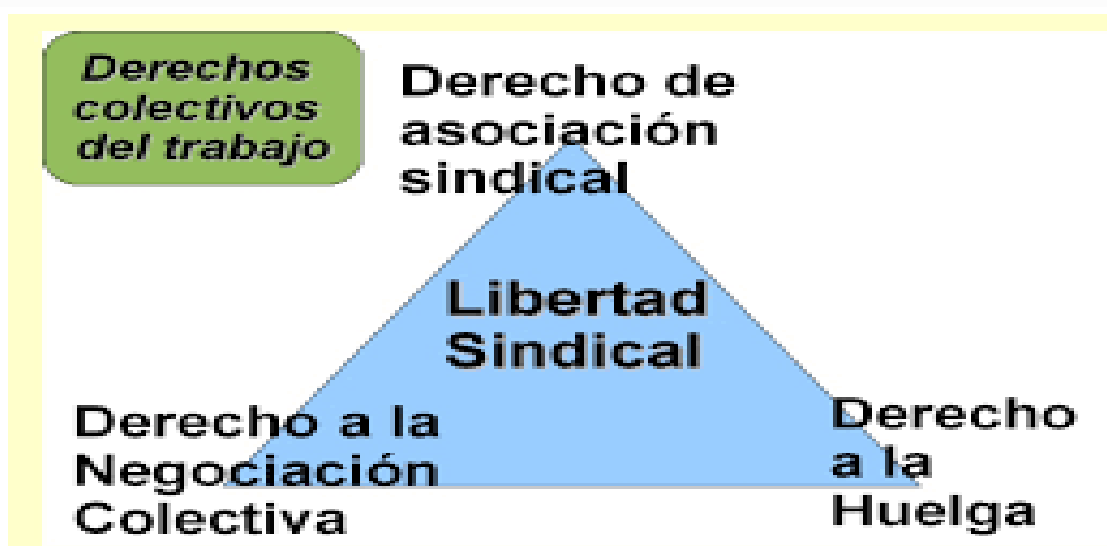 Derechos
colectivos
del trabajo
Derecho de
asociación
sindical
Libertad
Sindical
Derecho a la
Negociación
Colectiva
Derecho
a la
Huelga